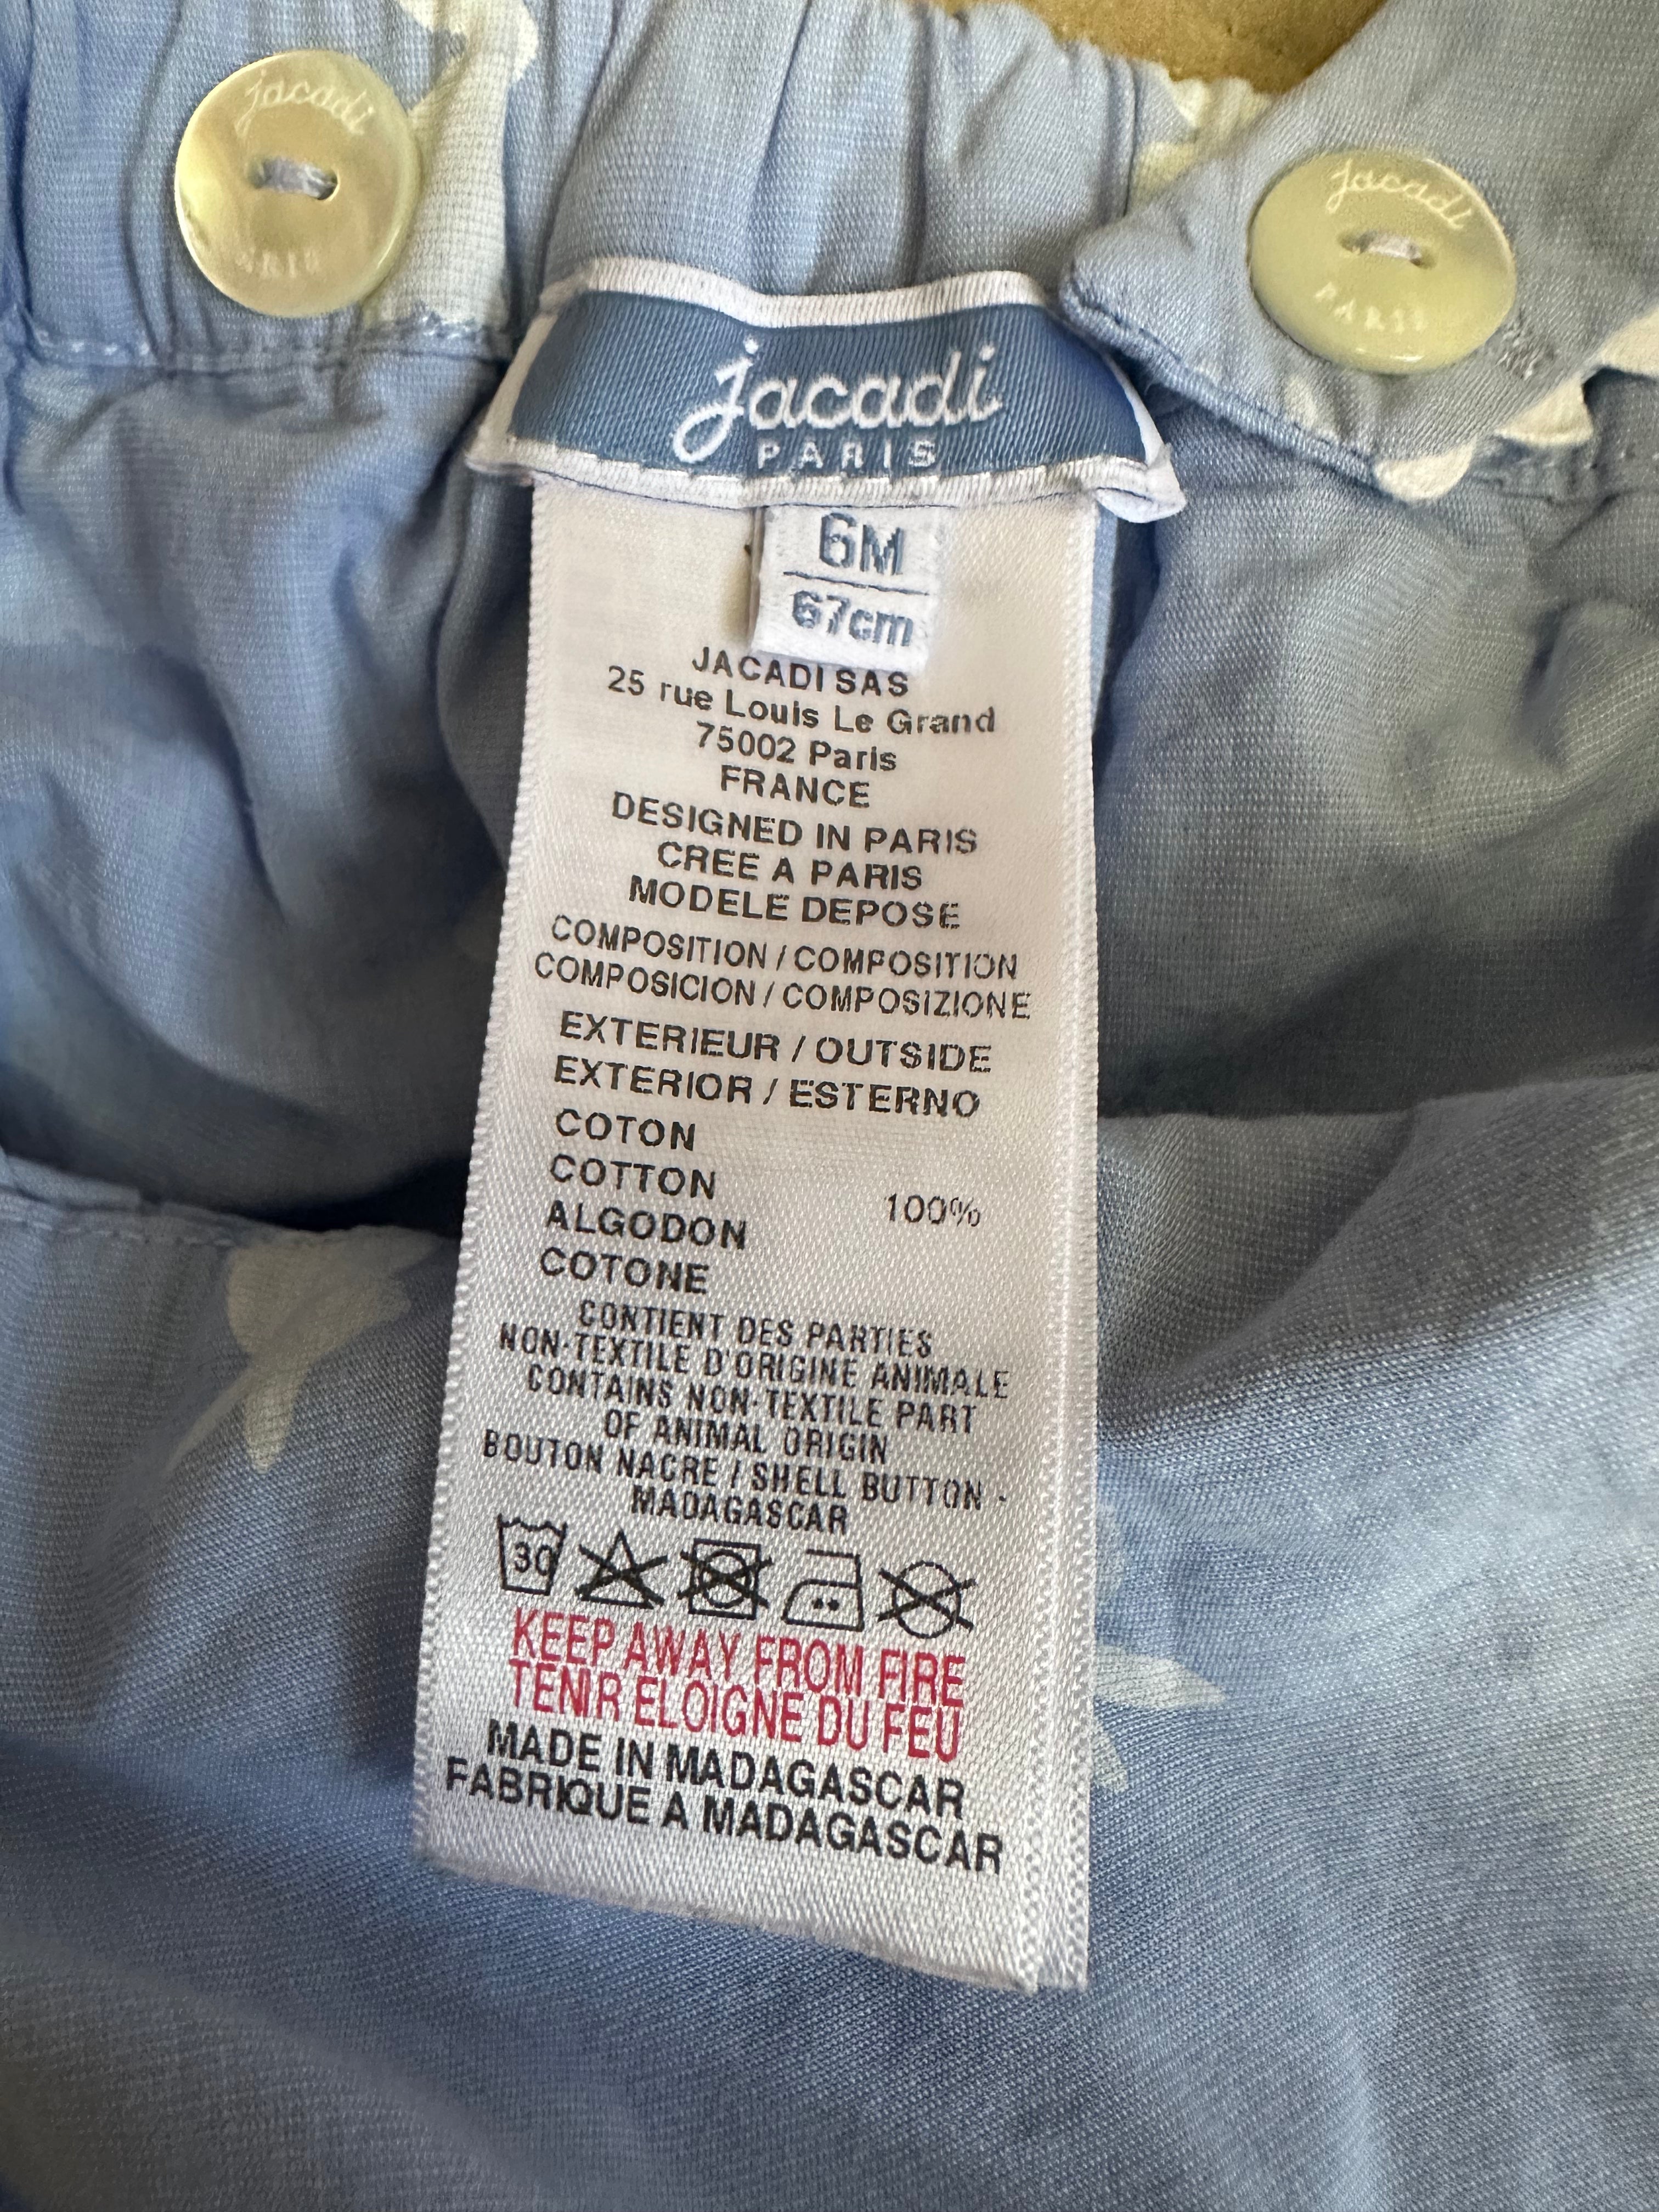 jacadi
ARIS
jacadi
PARIS
jacadi
PARIS
6M
67cm
JACADI SAS
25 rue Louis Le Grand
75002 Paris
FRANCE
DESIGNED IN PARIS
CREE A PARIS
MODELE DEPOSE
COMPOSITION / COMPOSITION
COMPOSICION / COMPOSIZIONE
EXTERIEUR / OUTSIDE
EXTERIOR / ESTERNO
COTON
COTTON
ALGODON 100%
COTONE
CONTIENT DES PARTIES
NON-TEXTILE D'ORIGINE ANIMALE
CONTAINS NON-TEXTILE PART
OF ANIMAL ORIGIN
BOUTON NACRE / SHELL BUTTON -
MADAGASCAR
30
KEEP AWAY FROM FIRE
TENIR ELOIGNE DU FEU
MADE IN MADAGASCAR
FABRIQUE A MADAGASCAR